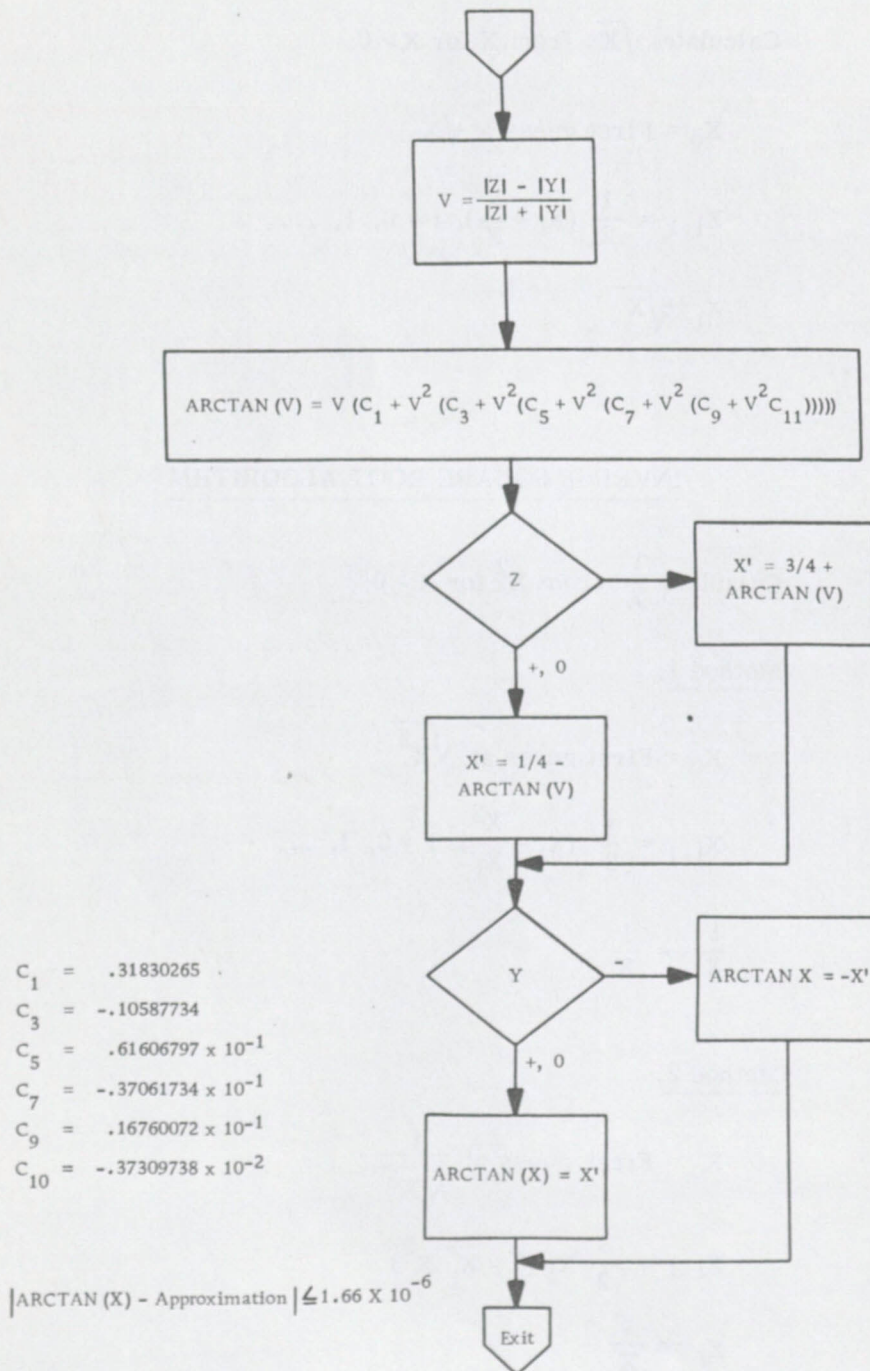 V = |Z| - |Y| / |Z| + |Y|
ARCTAN (V) = V (C₁ + V² (C₃ + V²(C₅ + V² (C₇ + V² (C₉ + V²C₁₁)))))
Z
X' = 3/4 +
ARCTAN (V)
+, 0
X' = 1/4 -
ARCTAN (V)
Y
-
ARCTAN X = -X'
+, 0
ARCTAN (X) = X'
C₁ = .31830265
C₃ = -.10587734
C₅ = .61606797 x 10⁻¹
C₇ = -.37061734 x 10⁻¹
C₉ = .16760072 x 10⁻¹
C₁₀ = -.37309738 x 10⁻²
|ARCTAN (X) - Approximation| ≦ 1.66 X 10⁻⁶
Exit